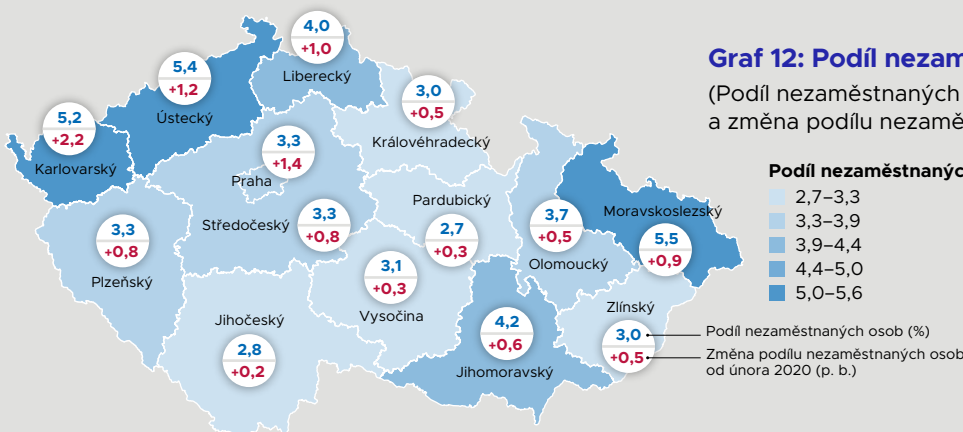 Graf 12: Podíl nezam
(Podíl nezaměstnaných
a změna podílu nezamě
Podíl nezaměstnanýc
2,7–3,3
3,3–3,9
3,9–4,4
4,4–5,0
5,0–5,6
Podíl nezaměstnaných osob (%)
Změna podílu nezaměstnaných osob
od února 2020 (p. b.)
4,0
+1,0
Liberecký
5,4
+1,2
Ústecký
3,0
+0,5
Královéhradecký
5,2
+2,2
Karlovarský
3,3
+1,4
Praha
Středočeský
3,3
+0,8
Pardubický
2,7
+0,3
3,7
+0,5
Olomoucký
Moravskoslezský
5,5
+0,9
3,3
+0,8
Plzeňský
3,1
+0,3
Vysočina
Jihočeský
2,8
+0,2
4,2
+0,6
Jihomoravský
Zlínský
3,0
+0,5